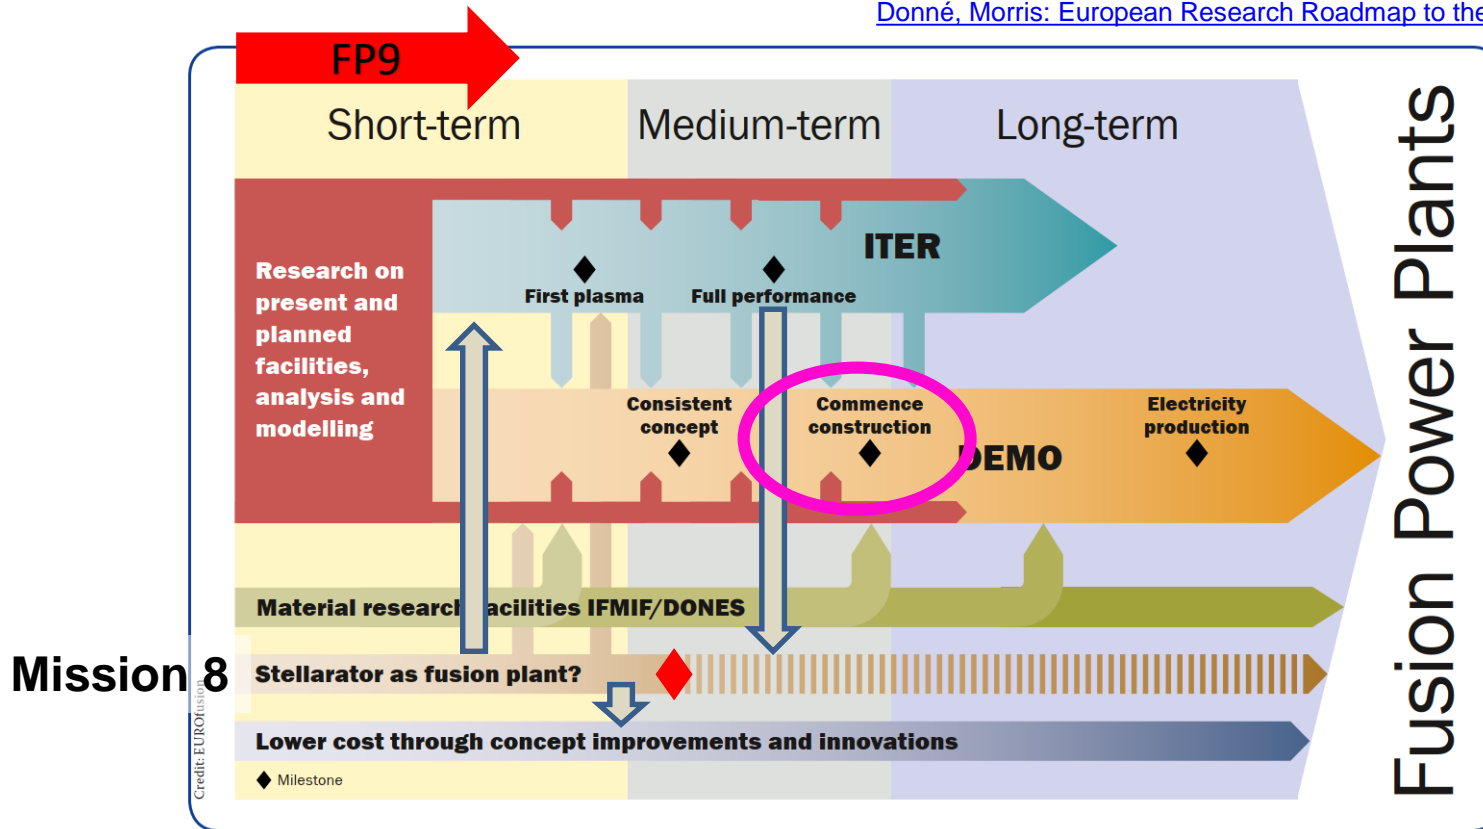 Donné, Morris: European Research Roadmap to the
FP9
Short-term
Medium-term
Long-term
ITER
Research on
present and
planned
facilities,
analysis and
modelling
First plasma
Full performance
Consistent
concept
Commence
construction
Electricity
production
DEMO
Material research facilities IFMIF/DONES
Mission 8
Stellarator as fusion plant?
Lower cost through concept improvements and innovations
Milestone
Credit: EUROfusion
Fusion Power Plants